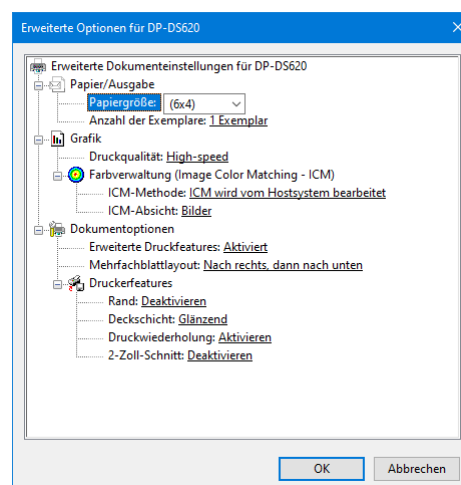 Erweiterte Optionen für DP-DS620
Erweiterte Dokumenteinstellungen für DP-DS620
Papier/Ausgabe
Papiergröße: (6x4)
Anzahl der Exemplare: 1 Exemplar
Grafik
Druckqualität: High-speed
Farbverwaltung (Image Color Matching - ICM)
ICM-Methode: ICM wird vom Hostsystem bearbeitet
ICM-Absicht: Bilder
Dokumentoptionen
Erweiterte Druckfeatures: Aktiviert
Mehrfachblattlayout: Nach rechts, dann nach unten
Druckerfeatures
Rand: Deaktivieren
Deckschicht: Glänzend
Druckwiederholung: Aktivieren
2-Zoll-Schnitt: Deaktivieren
OK Abbrechen